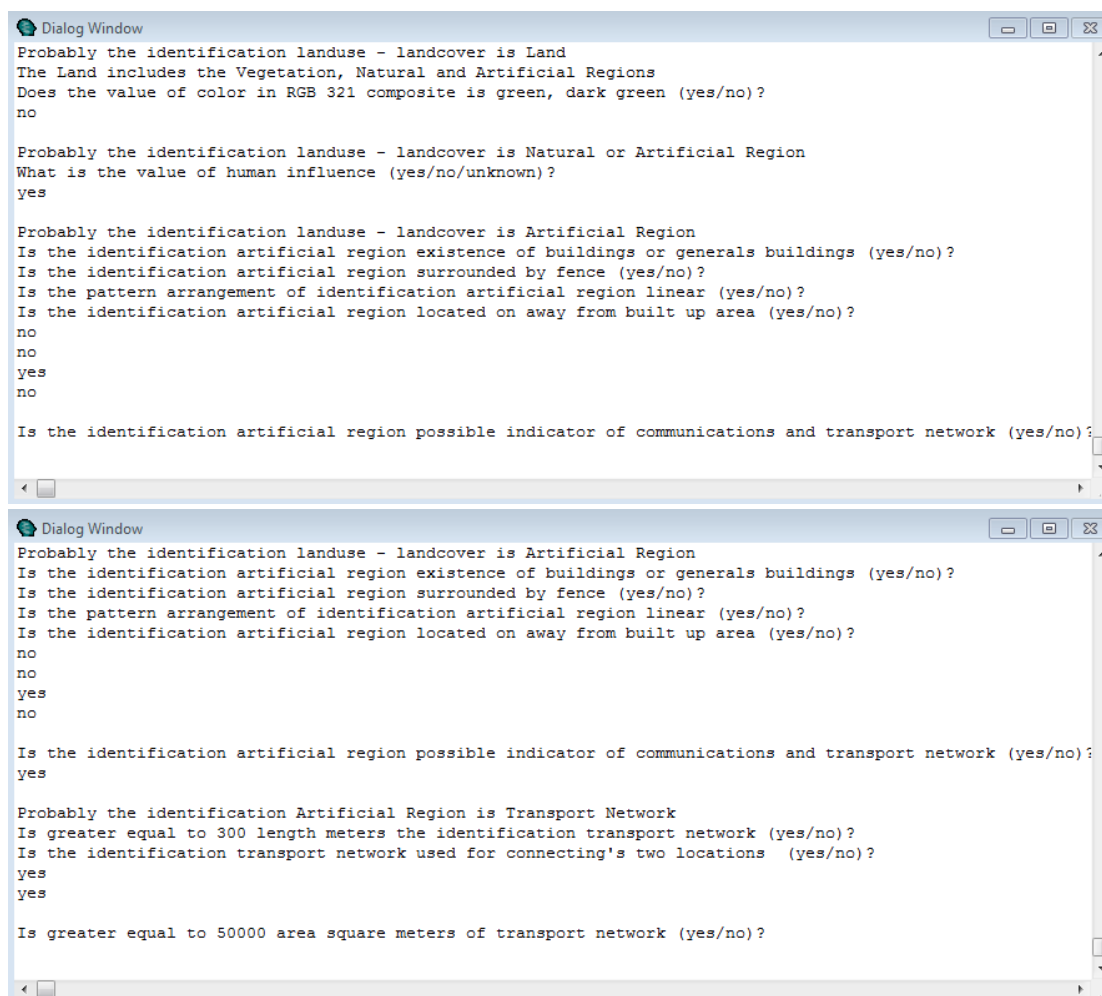 Dialog Window
Probably the identification landuse - landcover is Land
The Land includes the Vegetation, Natural and Artificial Regions
Does the value of color in RGB 321 composite is green, dark green (yes/no)?
no
Probably the identification landuse - landcover is Natural or Artificial Region
What is the value of human influence (yes/no/unknown)?
yes
Probably the identification landuse - landcover is Artificial Region
Is the identification artificial region existence of buildings or generals buildings (yes/no)?
Is the identification artificial region surrounded by fence (yes/no)?
Is the pattern arrangement of identification artificial region linear (yes/no)?
Is the identification artificial region located on away from built up area (yes/no)?
no
no
yes
no
Is the identification artificial region possible indicator of communications and transport network (yes/no)?
Dialog Window
Probably the identification landuse - landcover is Artificial Region
Is the identification artificial region existence of buildings or generals buildings (yes/no)?
Is the identification artificial region surrounded by fence (yes/no)?
Is the pattern arrangement of identification artificial region linear (yes/no)?
Is the identification artificial region located on away from built up area (yes/no)?
no
no
yes
no
Is the identification artificial region possible indicator of communications and transport network (yes/no)?
yes
Probably the identification Artificial Region is Transport Network
Is greater equal to 300 length meters the identification transport network (yes/no)?
Is the identification transport network used for connecting's two locations  (yes/no)?
yes
yes
Is greater equal to 50000 area square meters of transport network (yes/no)?